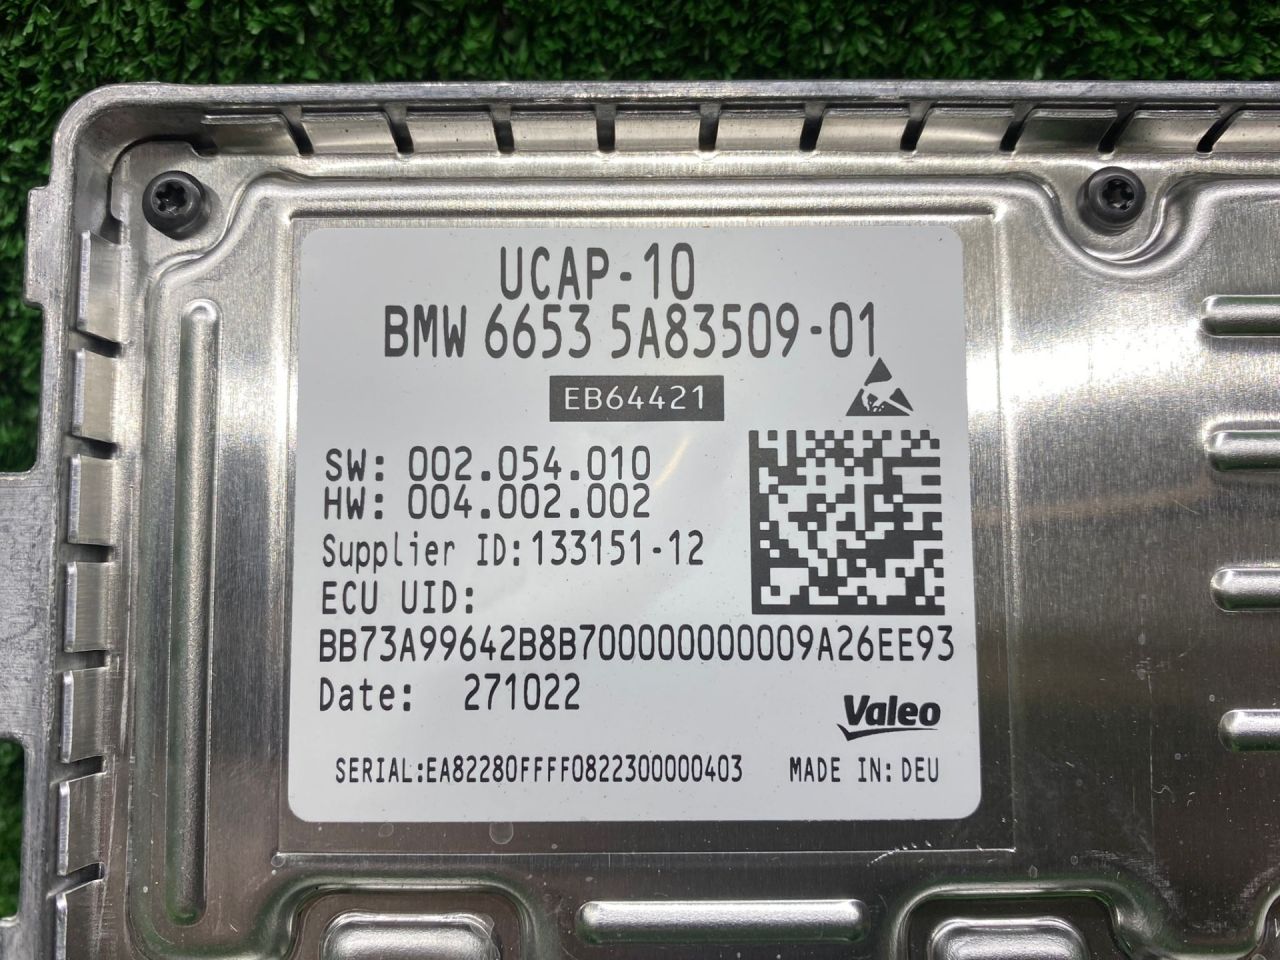 UCAP-10
BMW 6653 5A83509-01
EB64421
SW: 002.054.010
HW: 004.002.002
Supplier ID:133151-12
ECU UID:
BB73A99642B8B700000000009A26EE93
Date: 271022
Valeo
SERIAL:EA82280FFFF0822300000403 MADE IN: DEU